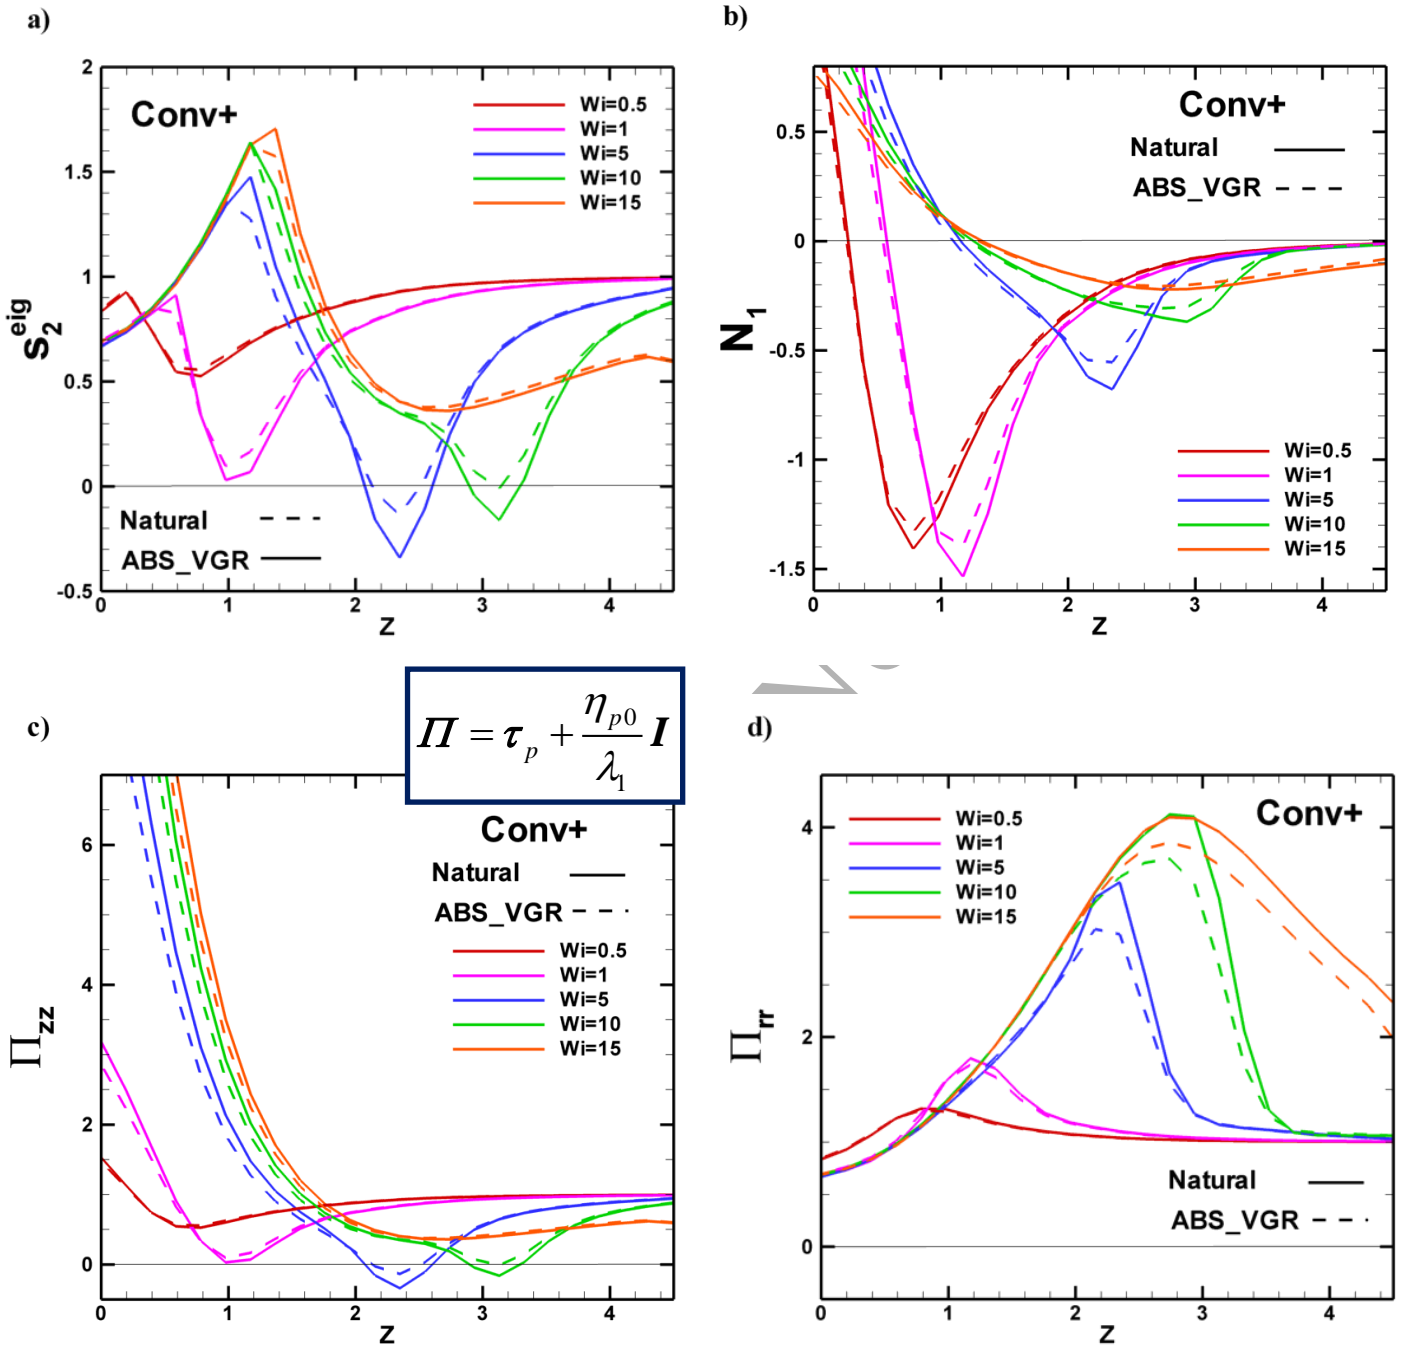 a)
2
1.5
1
0.5
0
-0.5
0
1
2
3
4
Z
S₂ᵉⁱᵍ
Conv+
Wi=0.5
Wi=1
Wi=5
Wi=10
Wi=15
Natural
ABS_VGR
b)
0.5
0
-0.5
-1
-1.5
0
1
2
3
4
Z
N₁
Conv+
Natural
ABS_VGR
Wi=0.5
Wi=1
Wi=5
Wi=10
Wi=15
Π = τₚ + ηₚ₀/λ₁ I
c)
6
4
2
0
0
1
2
3
4
Z
Π_zz
Conv+
Natural
ABS_VGR
Wi=0.5
Wi=1
Wi=5
Wi=10
Wi=15
d)
4
2
0
0
1
2
3
4
Z
Π_rr
Wi=0.5
Wi=1
Wi=5
Wi=10
Wi=15
Conv+
Natural
ABS_VGR